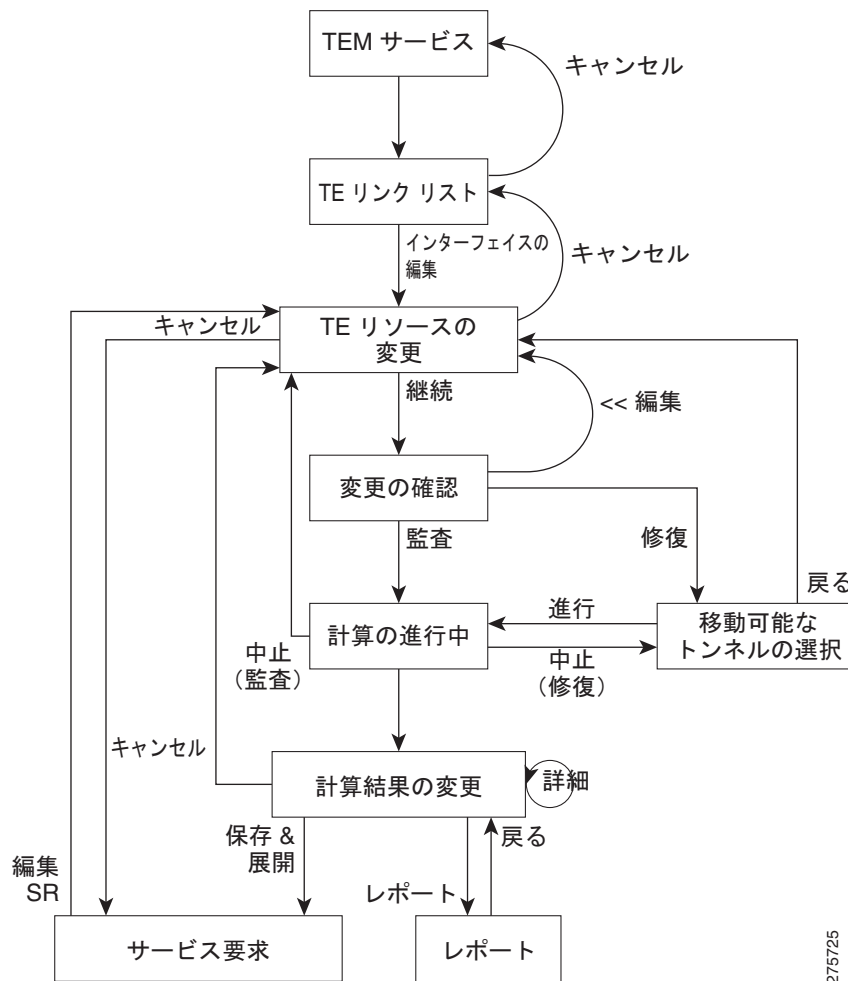 TEM サービス
キャンセル
TE リンク リスト
インターフェイスの
編集
キャンセル
キャンセル
TE リソースの
変更
継続
<< 編集
変更の確認
監査
修復
戻る
進行
計算の進行中
移動可能な
トンネルの選択
中止
(監査)
中止
(修復)
キャンセル
計算結果の変更
詳細
保存 &
展開
戻る
編集
SR
レポート
サービス要求
レポート
275725